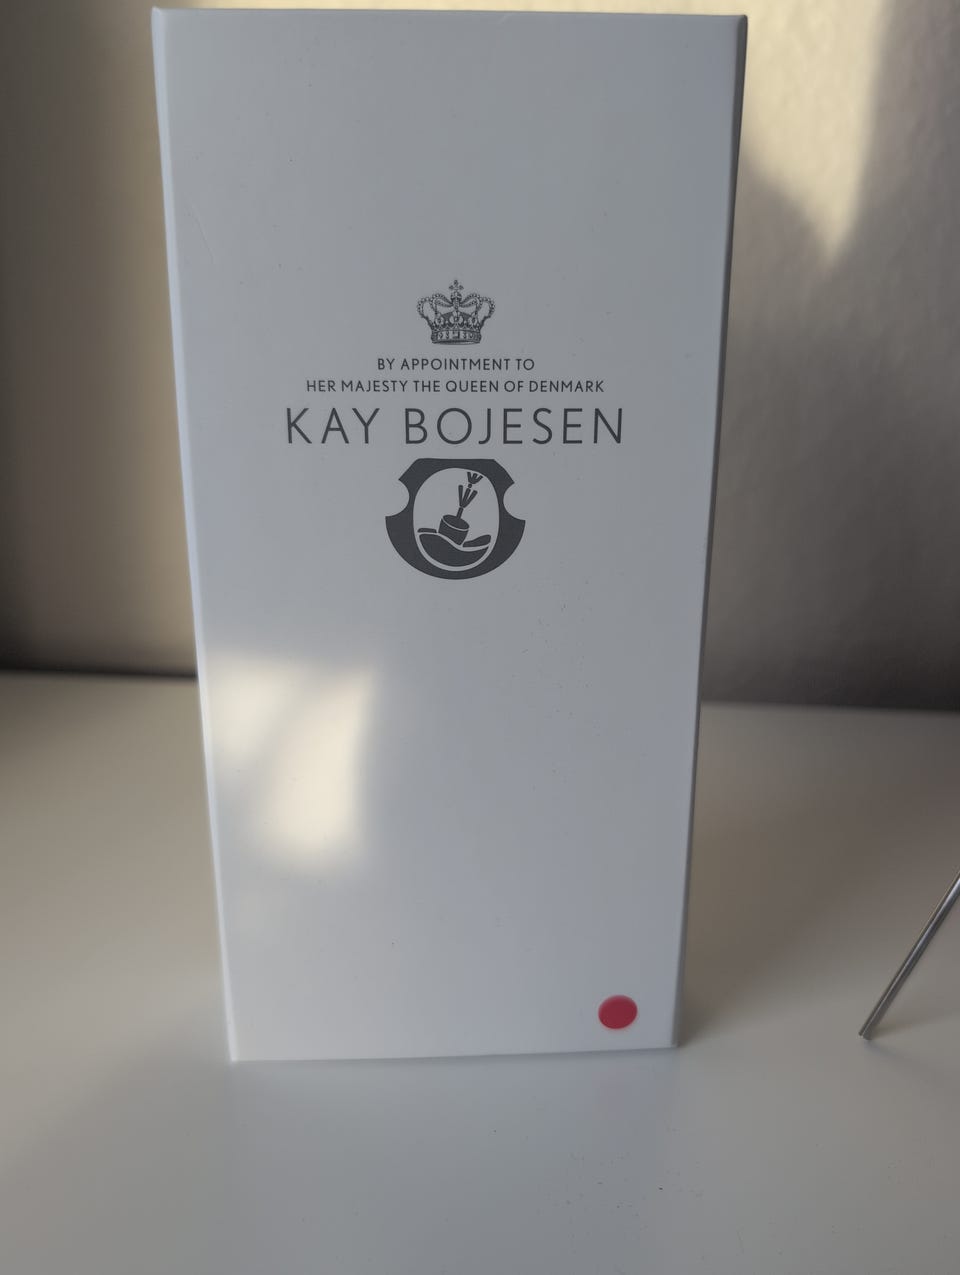 BY APPOINTMENT TO
HER MAJESTY THE QUEEN OF DENMARK
KAY BOJESEN